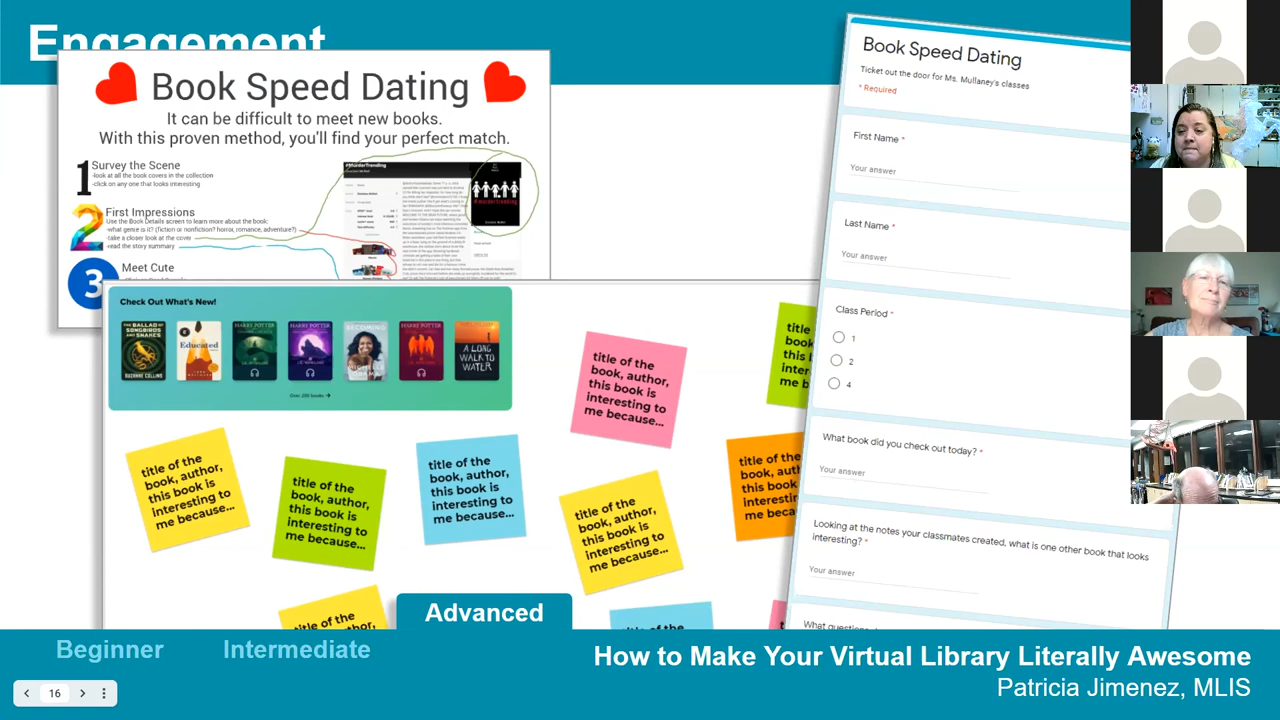 Engagement
Book Speed Dating
It can be difficult to meet new books.
With this proven method, you'll find your perfect match.
1 Survey the Scene
-look at all the book covers in the collection
-click on any one that looks interesting
2 First Impressions
Use the Book Details screen to learn more about the book:
-what genre is it? (fiction or nonfiction? horror, romance, adventure?)
-take a closer look at the cover
-read the story summary
3 Meet Cute
#MurderTrending
#murdertrending
Check Out What's New!
THE BALLAD OF SONGBIRDS AND SNAKES
SUZANNE COLLINS
Educated
HARRY POTTER
HARRY POTTER
BECOMING
HARRY POTTER
A LONG WALK TO WATER
Over 200 books →
title of the
book, author,
this book is
interesting to
me because...
title of the
book, author,
this book is
interesting to
me because...
title of the
book, author,
this book is
interesting to
me because...
title of the
book, author,
this book is
interesting to
me because...
title of the
book, author,
this book is
interesting to
me because...
title of the
Book Speed Dating
Ticket out the door for Ms. Mullaney's classes
* Required
First Name *
Your answer
Last Name *
Your answer
Class Period *
1
2
4
What book did you check out today? *
Your answer
Looking at the notes your classmates created, what is one other book that looks
interesting? *
Your answer
Advanced
Beginner
Intermediate
How to Make Your Virtual Library Literally Awesome
Patricia Jimenez, MLIS
16